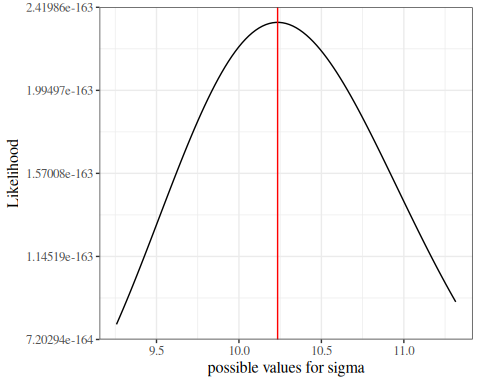 2.41986e-163
1.99497e-163
1.57008e-163
1.14519e-163
7.20294e-164
Likelihood
9.5 10.0 10.5 11.0
possible values for sigma